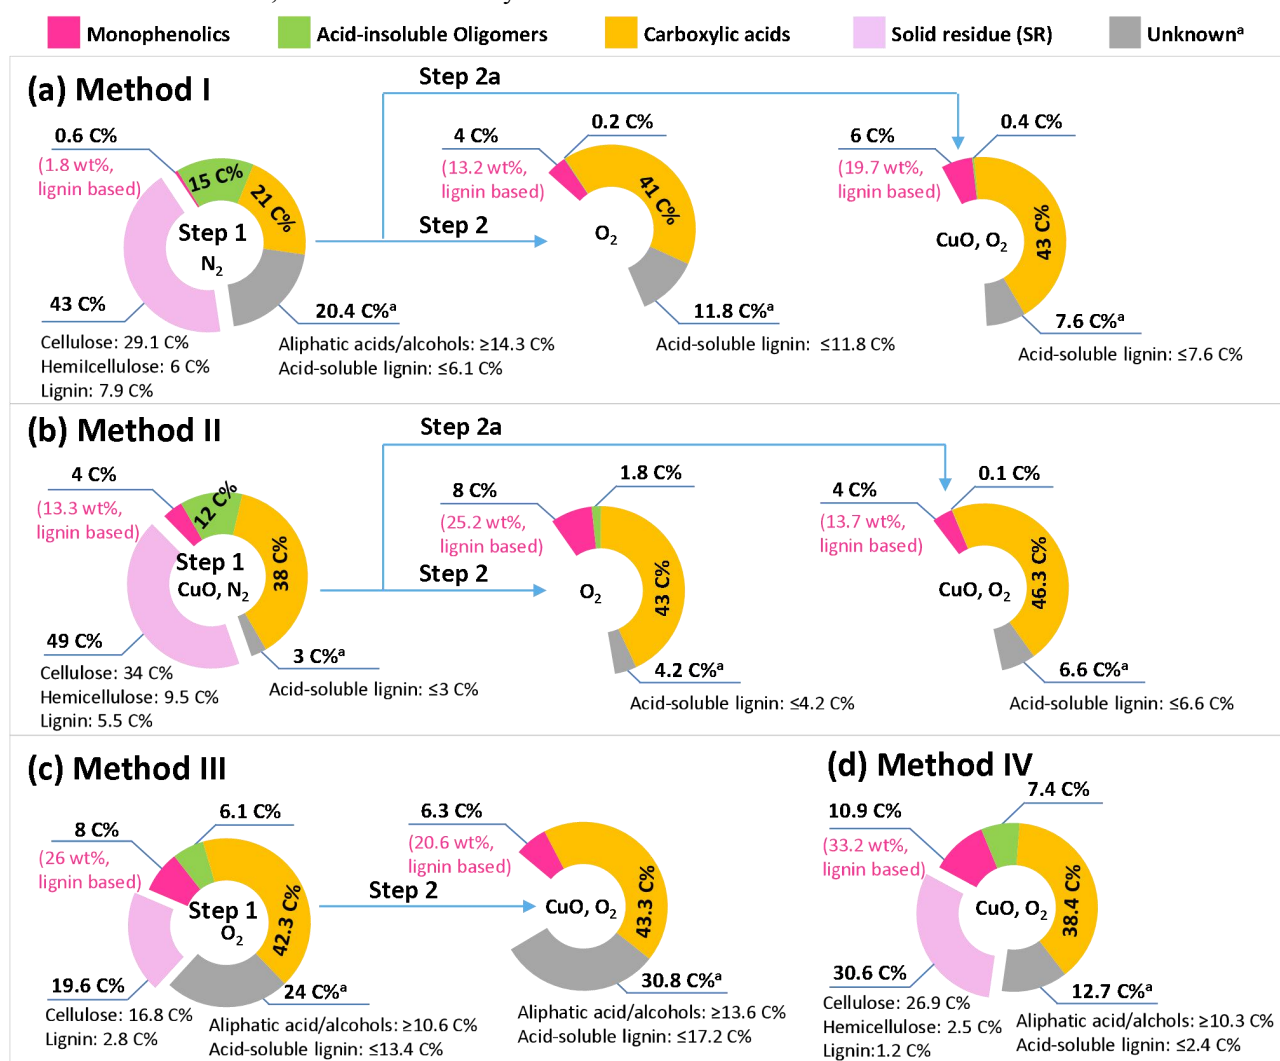 Monophenolics
Acid-insoluble Oligomers
Carboxylic acids
Solid residue (SR)
Unknownᵃ
(a) Method I
Step 2a
0.6 C%
(1.8 wt%,
lignin based)
15 C%
21 C%
Step 1
N₂
43 C%
Cellulose: 29.1 C%
Hemilcellulose: 6 C%
Lignin: 7.9 C%
20.4 C%ᵃ
Aliphatic acids/alcohols: ≥14.3 C%
Acid-soluble lignin: ≤6.1 C%
Step 2
4 C%
(13.2 wt%,
lignin based)
0.2 C%
41 C%
O₂
11.8 C%ᵃ
Acid-soluble lignin: ≤11.8 C%
6 C%
(19.7 wt%,
lignin based)
0.4 C%
CuO, O₂
43 C%
7.6 C%ᵃ
Acid-soluble lignin: ≤7.6 C%
(b) Method II
Step 2a
4 C%
(13.3 wt%,
lignin based)
12 C%
Step 1
CuO, N₂
38 C%
49 C%
Cellulose: 34 C%
Hemicellulose: 9.5 C%
Lignin: 5.5 C%
3 C%ᵃ
Acid-soluble lignin: ≤3 C%
Step 2
8 C%
(25.2 wt%,
lignin based)
1.8 C%
O₂
43 C%
4.2 C%ᵃ
Acid-soluble lignin: ≤4.2 C%
4 C%
(13.7 wt%,
lignin based)
0.1 C%
CuO, O₂
46.3 C%
6.6 C%ᵃ
Acid-soluble lignin: ≤6.6 C%
(c) Method III
8 C%
(26 wt%,
lignin based)
6.1 C%
Step 1
O₂
42.3 C%
19.6 C%
Cellulose: 16.8 C%
Lignin: 2.8 C%
24 C%ᵃ
Aliphatic acid/alcohols: ≥10.6 C%
Acid-soluble lignin: ≤13.4 C%
Step 2
6.3 C%
(20.6 wt%,
lignin based)
CuO, O₂
43.3 C%
30.8 C%ᵃ
Aliphatic acid/alcohols: ≥13.6 C%
Acid-soluble lignin: ≤17.2 C%
(d) Method IV
10.9 C%
(33.2 wt%,
lignin based)
7.4 C%
CuO, O₂
38.4 C%
30.6 C%
Cellulose: 26.9 C%
Hemicellulose: 2.5 C%
Lignin:1.2 C%
12.7 C%ᵃ
Aliphatic acid/alchols: ≥10.3 C%
Acid-soluble lignin: ≤2.4 C%